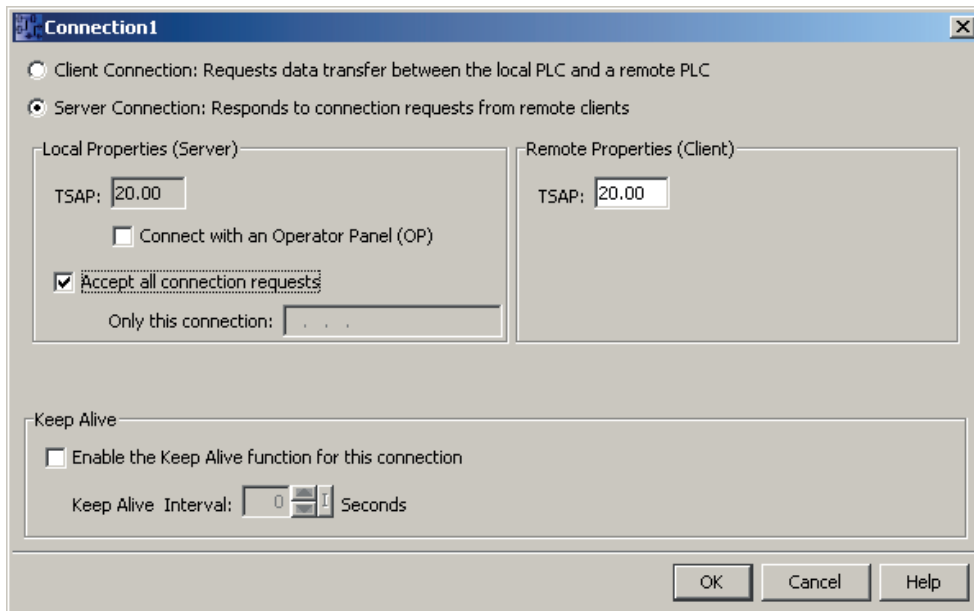 Connection1
Client Connection: Requests data transfer between the local PLC and a remote PLC
Server Connection: Responds to connection requests from remote clients
Local Properties (Server)
TSAP: 20.00
Connect with an Operator Panel (OP)
Accept all connection requests
Only this connection: . . .
Remote Properties (Client)
TSAP: 20.00
Keep Alive
Enable the Keep Alive function for this connection
Keep Alive Interval: 0 Seconds
OK Cancel Help